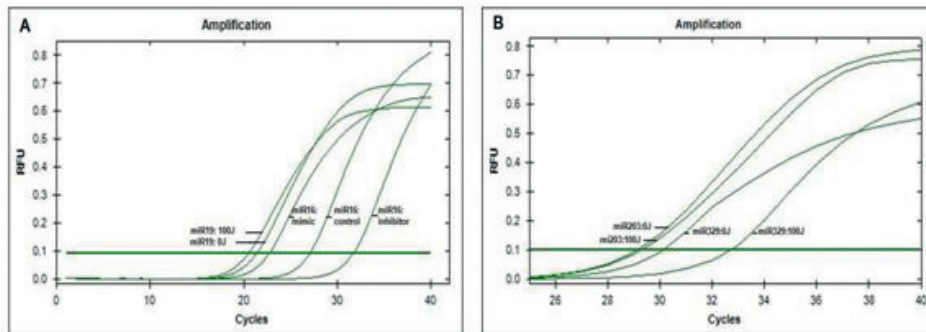 A
Amplification
RFU
0.8
0.7
0.6
0.5
0.4
0.3
0.2
0.1
0.0
miR19: 100J
miR19: 0J
miR16:
mimic
miR16:
control
miR16:
inhibitor
0
10
20
30
40
Cycles
B
Amplification
RFU
0.8
0.7
0.6
0.5
0.4
0.3
0.2
0.1
0.0
miR203:0J
mi203:100J
miR329:0J
miR329:100J
26
28
30
32
34
36
38
40
Cycles